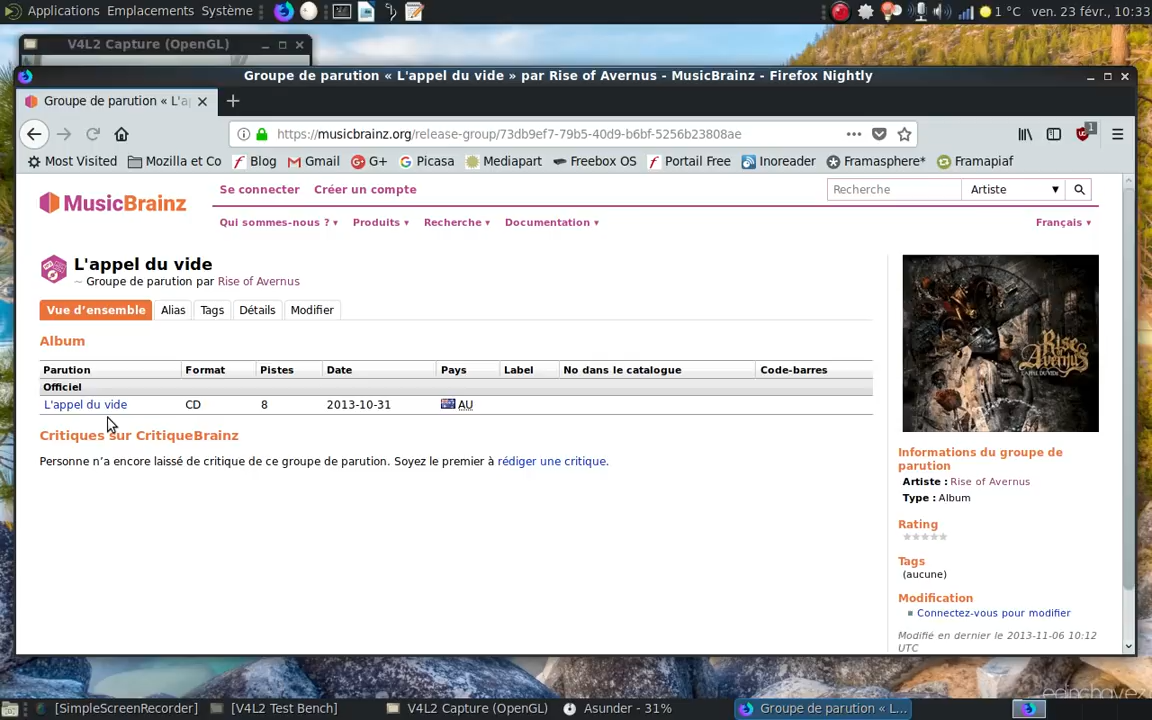 Applications Emplacements Système
1 °C ven. 23 févr., 10:33
V4L2 Capture (OpenGL)
Groupe de parution « L'appel du vide » par Rise of Avernus - MusicBrainz - Firefox Nightly
Groupe de parution « L'a
https://musicbrainz.org/release-group/73db9ef7-79b5-40d9-b6bf-5256b23808ae
1
Most Visited Mozilla et Co Blog Gmail G+ Picasa Mediapart Freebox OS Portail Free Inoreader Framasphere* Framapiaf
MusicBrainz
Se connecter Créer un compte
Recherche Artiste
Qui sommes-nous ? Produits Recherche Documentation
Français
L'appel du vide
~ Groupe de parution par Rise of Avernus
Vue d’ensemble Alias Tags Détails Modifier
Album
Parution Format Pistes Date Pays Label No dans le catalogue Code-barres
Officiel
L'appel du vide CD 8 2013-10-31 AU
Critiques sur CritiqueBrainz
Personne n’a encore laissé de critique de ce groupe de parution. Soyez le premier à rédiger une critique.
Rise of Avernus
L'APPEL DU VIDE
Informations du groupe de
parution
Artiste : Rise of Avernus
Type : Album
Rating
Tags
(aucune)
Modification
Connectez-vous pour modifier
Modifié en dernier le 2013-11-06 10:12
UTC
edinchavez
[SimpleScreenRecorder] [V4L2 Test Bench] V4L2 Capture (OpenGL) Asunder - 31% Groupe de parution « L...